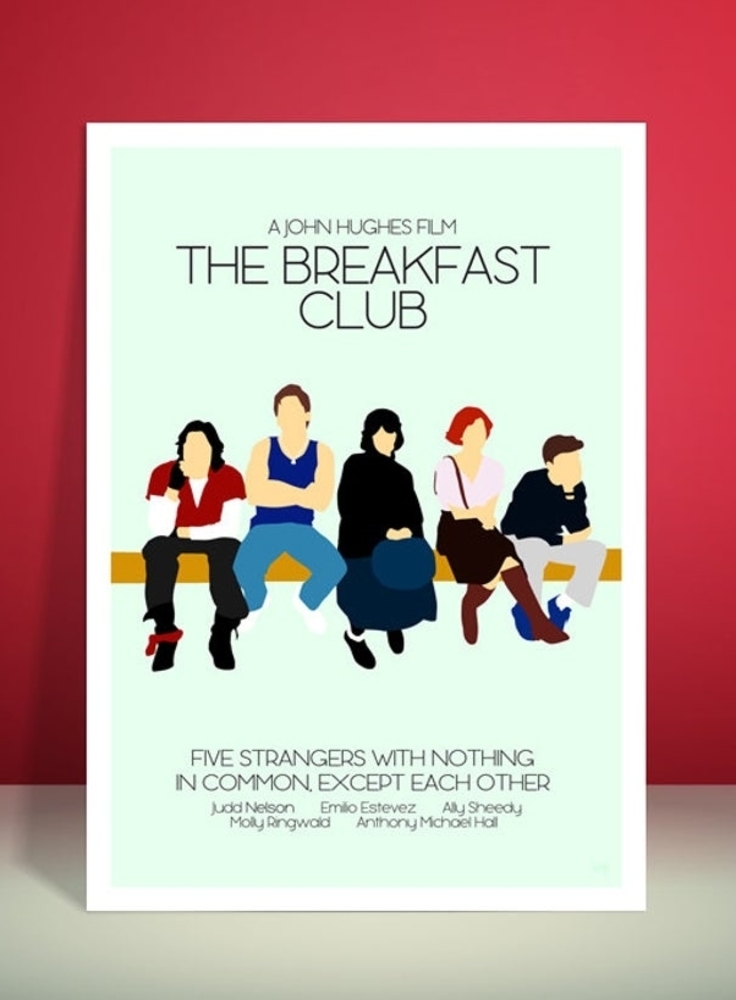 A JOHN HUGHES FILM
THE BREAKFAST
CLUB
FIVE STRANGERS WITH NOTHING
IN COMMON, EXCEPT EACH OTHER
Judd Nelson Emilio Estevez Ally Sheedy
Molly Ringwald Anthony Michael Hall